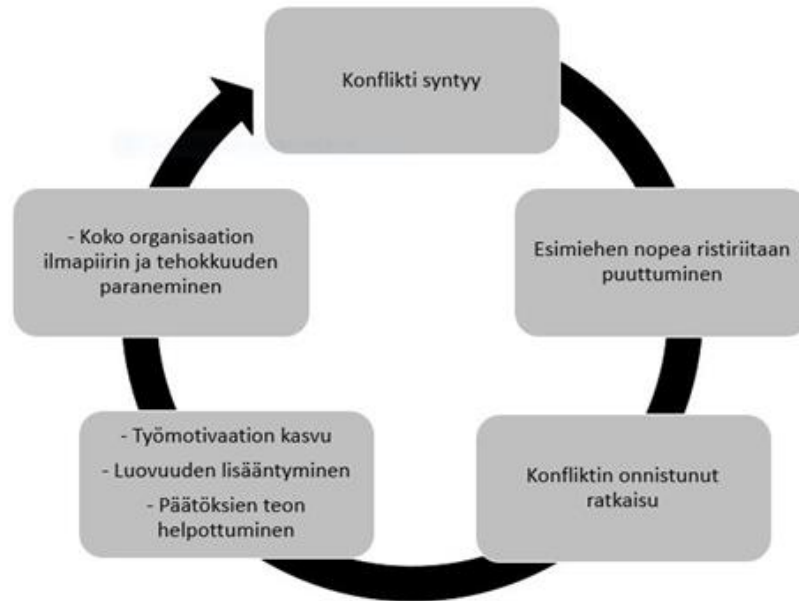 Konflikti syntyy
Esimiehen nopea ristiriitaan
puuttuminen
Konfliktin onnistunut
ratkaisu
- Työmotivaation kasvu
- Luovuuden lisääntyminen
- Päätöksien teon
helpottuminen
- Koko organisaation
ilmapiirin ja tehokkuuden
paraneminen